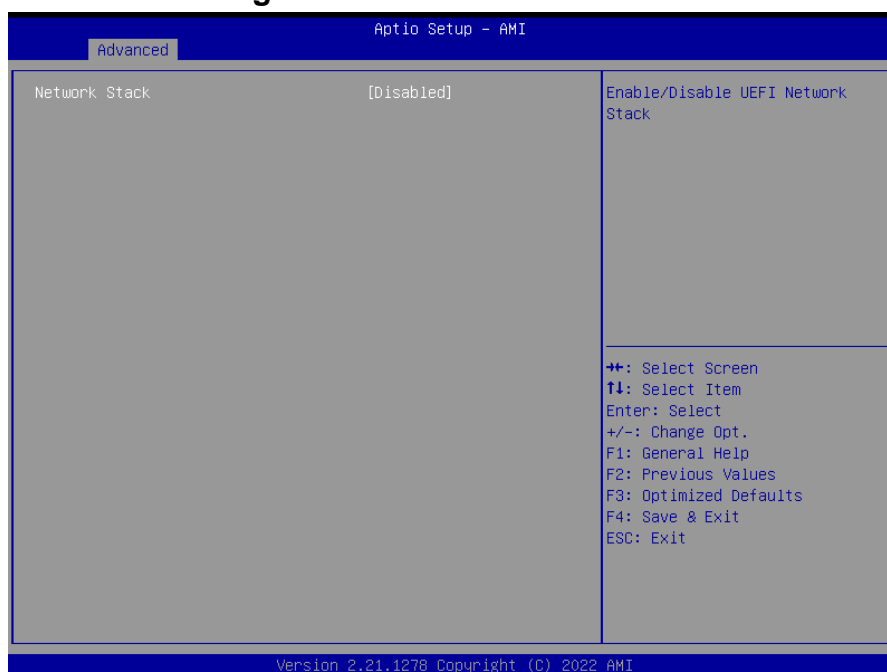 Aptio Setup – AMI
Advanced
Network Stack [Disabled]
Enable/Disable UEFI Network
Stack
→←: Select Screen
↑↓: Select Item
Enter: Select
+/-: Change Opt.
F1: General Help
F2: Previous Values
F3: Optimized Defaults
F4: Save & Exit
ESC: Exit
Version 2.21.1278 Copyright (C) 2022 AMI